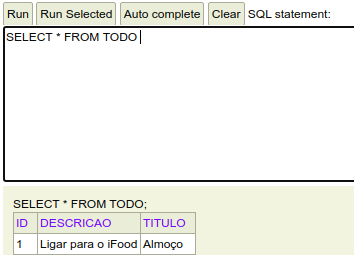 Run Run Selected Auto complete Clear SQL statement:
SELECT * FROM TODO
SELECT * FROM TODO;
ID DESCRICAO TITULO
1 Ligar para o iFood Almoço